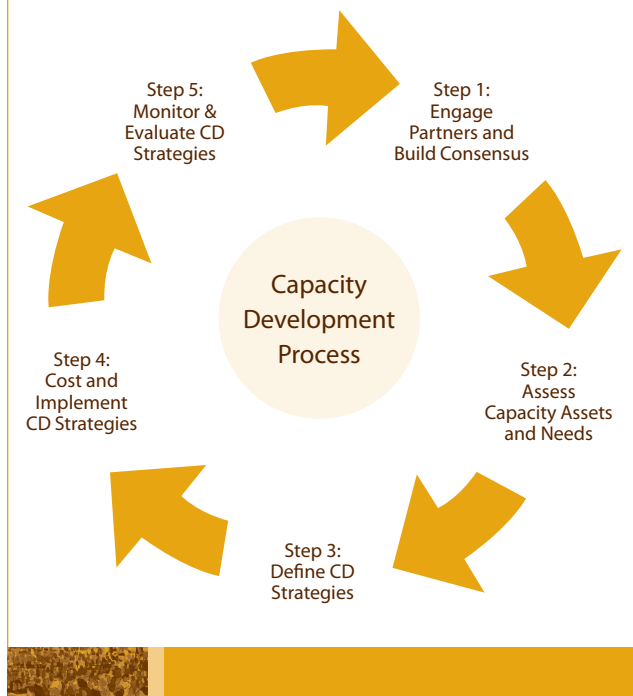 Step 1:
Engage
Partners and
Build Consensus
Step 2:
Assess
Capacity Assets
and Needs
Step 3:
Define CD
Strategies
Step 4:
Cost and
Implement
CD Strategies
Step 5:
Monitor &
Evaluate CD
Strategies
Capacity
Development
Process